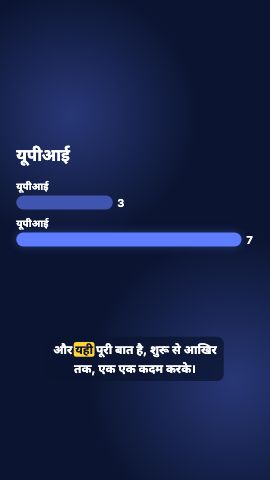 यूपीआई
यूपीआई
3
यूपीआई
7
और यही पूरी बात है, शुरू से आखिर
तक, एक एक कदम करके।